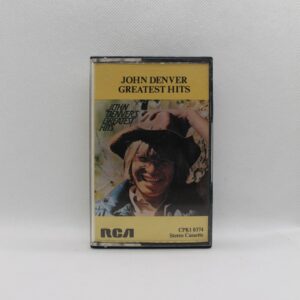 JOHN DENVER
GREATEST HITS
JOHN
DENVER'S
GREATEST
HITS
RCA
CPK1 0374
Stereo Cassette